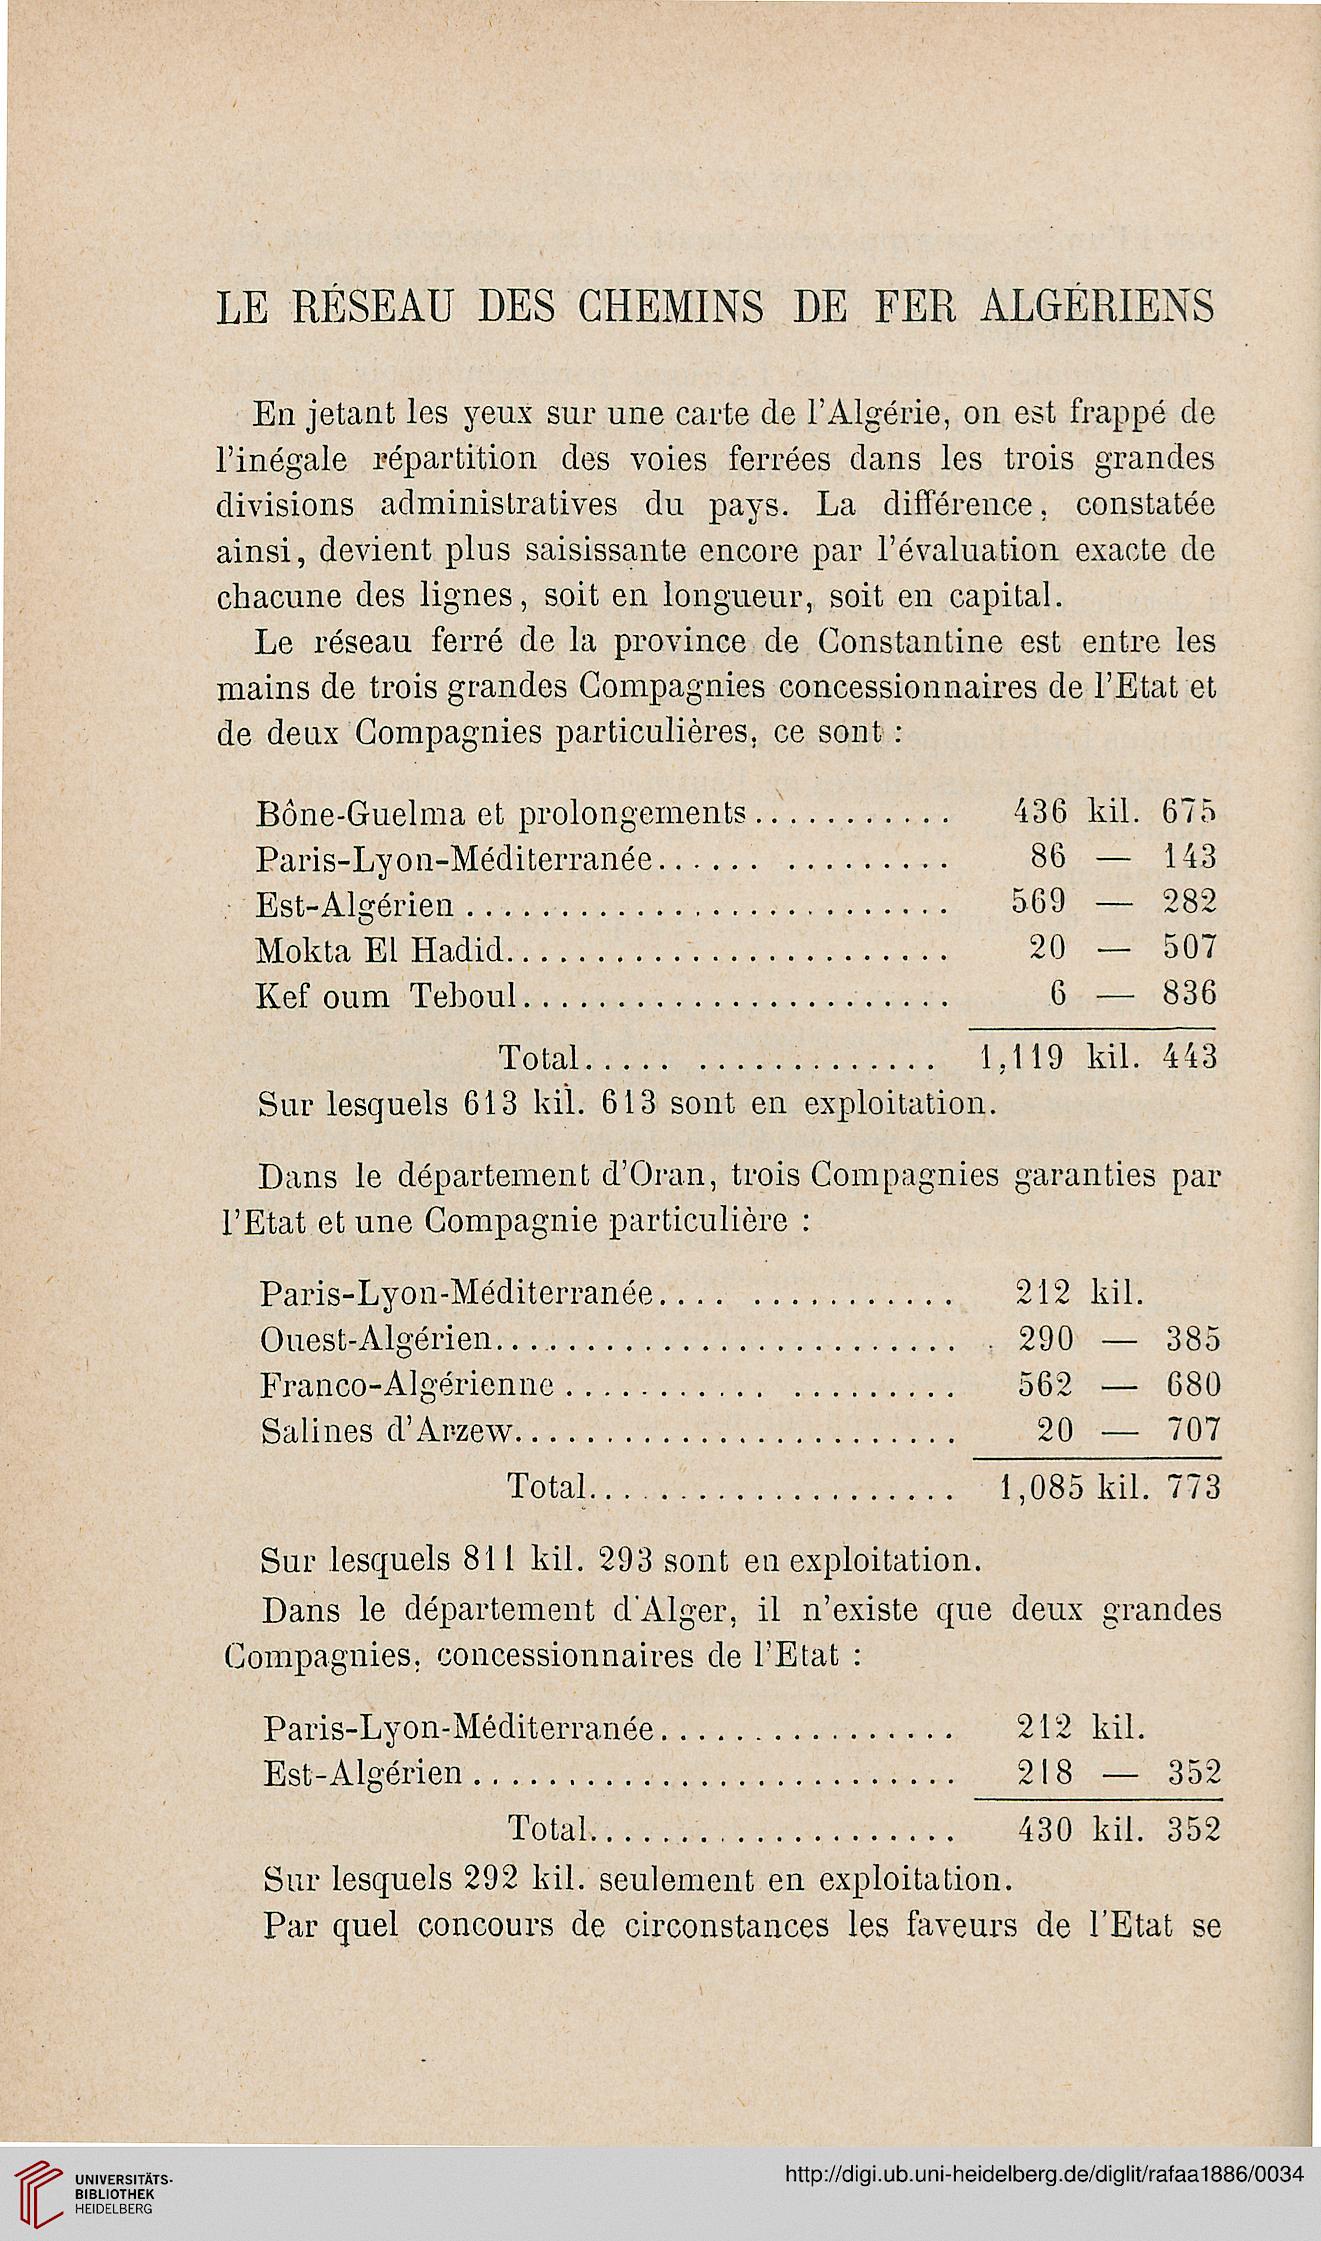 LE RÉSEAU DES CHEMINS DE FER ALGÉRIENS
En jetant les yeux sur une carte de l'Algérie, on est frappé de
l'inégale répartition des voies ferrées dans les trois grandes
divisions administratives du pays. La différence, constatée
ainsi, devient plus saisissante encore par l'évaluation exacte de
chacune des lignes, soit en longueur, soit en capital.
Le réseau ferré de la province de Constantine est entre les
mains de trois grandes Compagnies concessionnaires de l'Etat et
de deux Compagnies particulières, ce sont :
Bône-Guelma et prolongements........... 436 kil. 675
Paris-Lyon-Méditerranée...... ......... 86 — 143
Est-Algérien........................... 569 — 282
Mokta El Hadid........................ 20 — 507
Kef oum Teboul....................... 6 — 836
Total..... ............. 1,119 kil. 443
Sur lesquels 613 kil. 613 sont en exploitation.
Dans le département d'Oran, trois Compagnies garanties par
l'Etat et une Compagnie particulière :
Paris-Lyon-Méditerranée.... ........... 212 kil.
Ouest-Algérien......................... 290 — 385
Franco-Algérienne........... ......... 562 — 680
Salines d'Arzew........................ 20 — 707
Total.................... 1,085 kil. 773
Sur lesquels 811 kil. 293 sont en exploitation.
Dans le département d'Alger, il n'existe que deux grandes
Compagnies, concessionnaires de l'Etat :
Paris-Lyon-Méditerranée................ 212 kil.
Est-Algérien........................... 218 — 352
Total.................... 430 kil. 352
Sur lesquels 292 kil. seulement en exploitation.
Par quel concours de circonstances les faveurs de l'Etat se
UNIVERSITÄTS-
BIBLIOTHEK
HEIDELBERG
http://digi.ub.uni-heidelberg.de/diglit/rafaa1886/0034